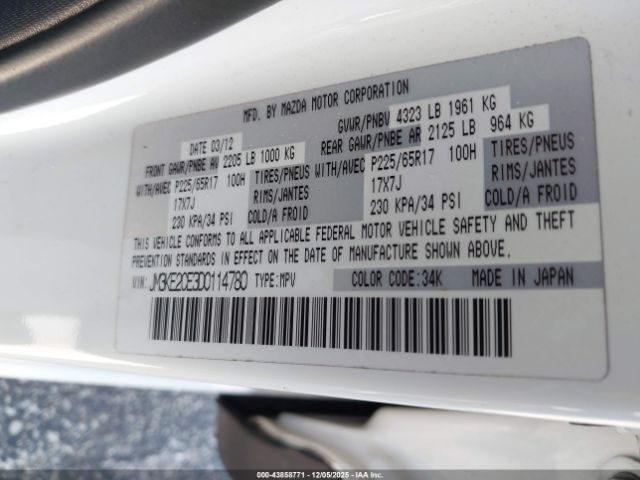 MFD. BY MAZDA MOTOR CORPORATION
DATE 03/12 GVWR/PNBV 4323 LB 1961 KG
FRONT GAWR/PNBE AV 2205 LB 1000 KG REAR GAWR/PNBE AR 2125 LB 964 KG
WITH/AVEC P225/65R17 100H TIRES/PNEUS WITH/AVEC P225/65R17 100H TIRES/PNEUS
17X7J RIMS/JANTES 17X7J RIMS/JANTES
230 KPA/34 PSI COLD/A FROID 230 KPA/34 PSI COLD/A FROID
THIS VEHICLE CONFORMS TO ALL APPLICABLE FEDERAL MOTOR VEHICLE SAFETY AND THEFT
PREVENTION STANDARDS IN EFFECT ON THE DATE OF MANUFACTURE SHOWN ABOVE.
VIN: JM3KE2CE3D0114780 TYPE:MPV COLOR CODE:34K MADE IN JAPAN
000-43858771 - 12/05/2025 - IAA Inc.